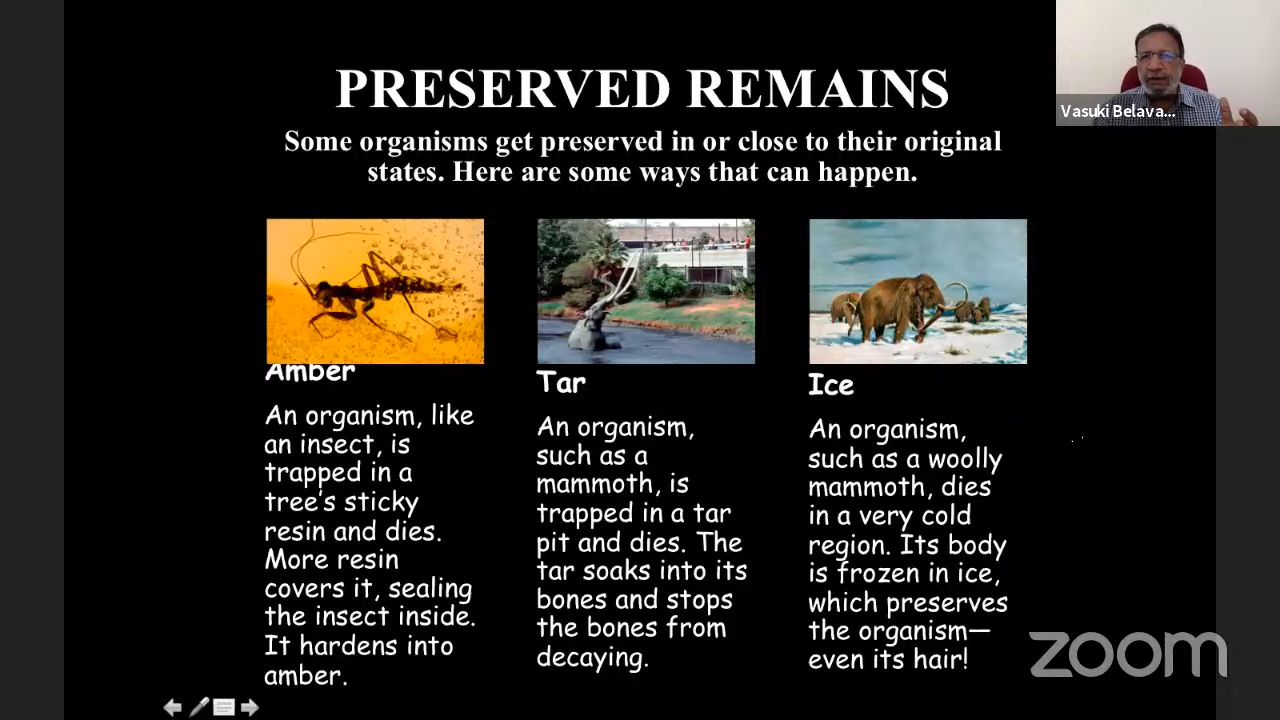 PRESERVED REMAINS
Some organisms get preserved in or close to their original
states. Here are some ways that can happen.
Vasuki Belava...
Amber
An organism, like
an insect, is
trapped in a
tree's sticky
resin and dies.
More resin
covers it, sealing
the insect inside.
It hardens into
amber.
Tar
An organism,
such as a
mammoth, is
trapped in a tar
pit and dies. The
tar soaks into its
bones and stops
the bones from
decaying.
Ice
An organism,
such as a woolly
mammoth, dies
in a very cold
region. Its body
is frozen in ice,
which preserves
the organism—
even its hair!
zoom